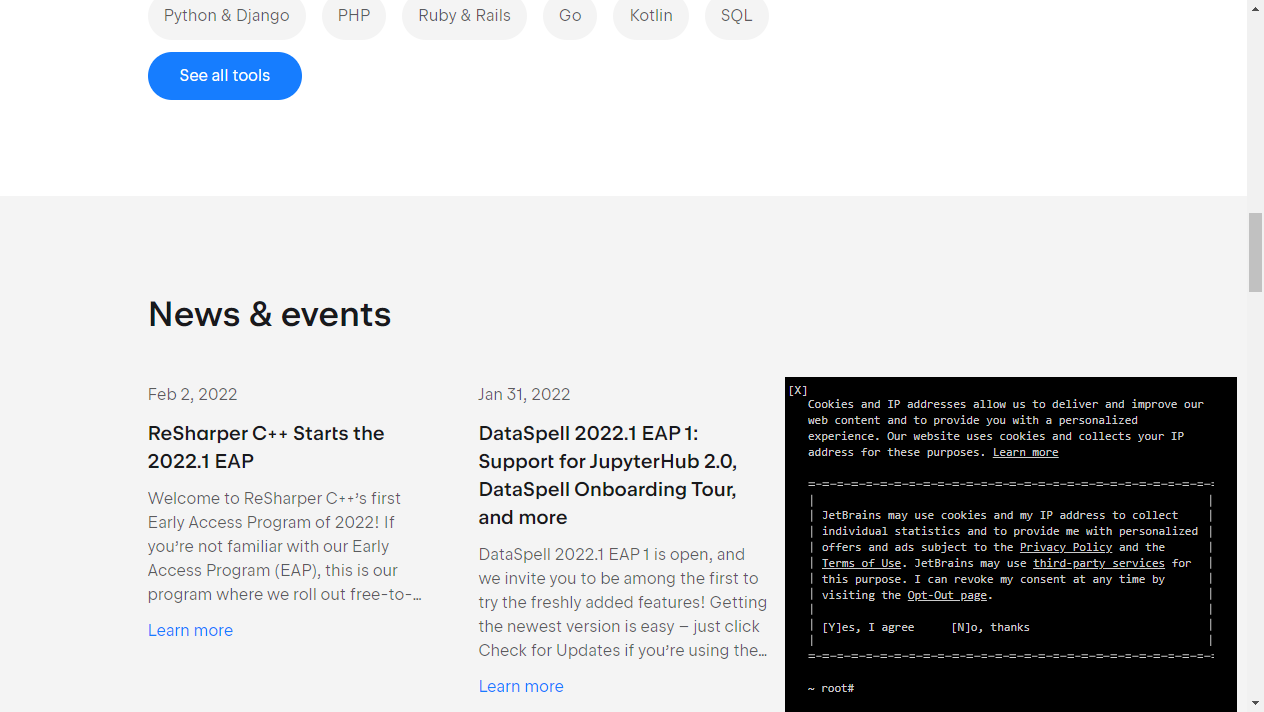 Python & Django
PHP
Ruby & Rails
Go
Kotlin
SQL
See all tools
News & events
Feb 2, 2022
ReSharper C++ Starts the
2022.1 EAP
Welcome to ReSharper C++’s first
Early Access Program of 2022! If
you’re not familiar with our Early
Access Program (EAP), this is our
program where we roll out free-to-…
Learn more
Jan 31, 2022
DataSpell 2022.1 EAP 1:
Support for JupyterHub 2.0,
DataSpell Onboarding Tour,
and more
DataSpell 2022.1 EAP 1 is open, and
we invite you to be among the first to
try the freshly added features! Getting
the newest version is easy – just click
Check for Updates if you’re using the…
Learn more
[X]
Cookies and IP addresses allow us to deliver and improve our
web content and to provide you with a personalized
experience. Our website uses cookies and collects your IP
address for these purposes. Learn more
JetBrains may use cookies and my IP address to collect
individual statistics and to provide me with personalized
offers and ads subject to the Privacy Policy and the
Terms of Use. JetBrains may use third-party services for
this purpose. I can revoke my consent at any time by
visiting the Opt-Out page.
[Y]es, I agree [N]o, thanks
~ root#